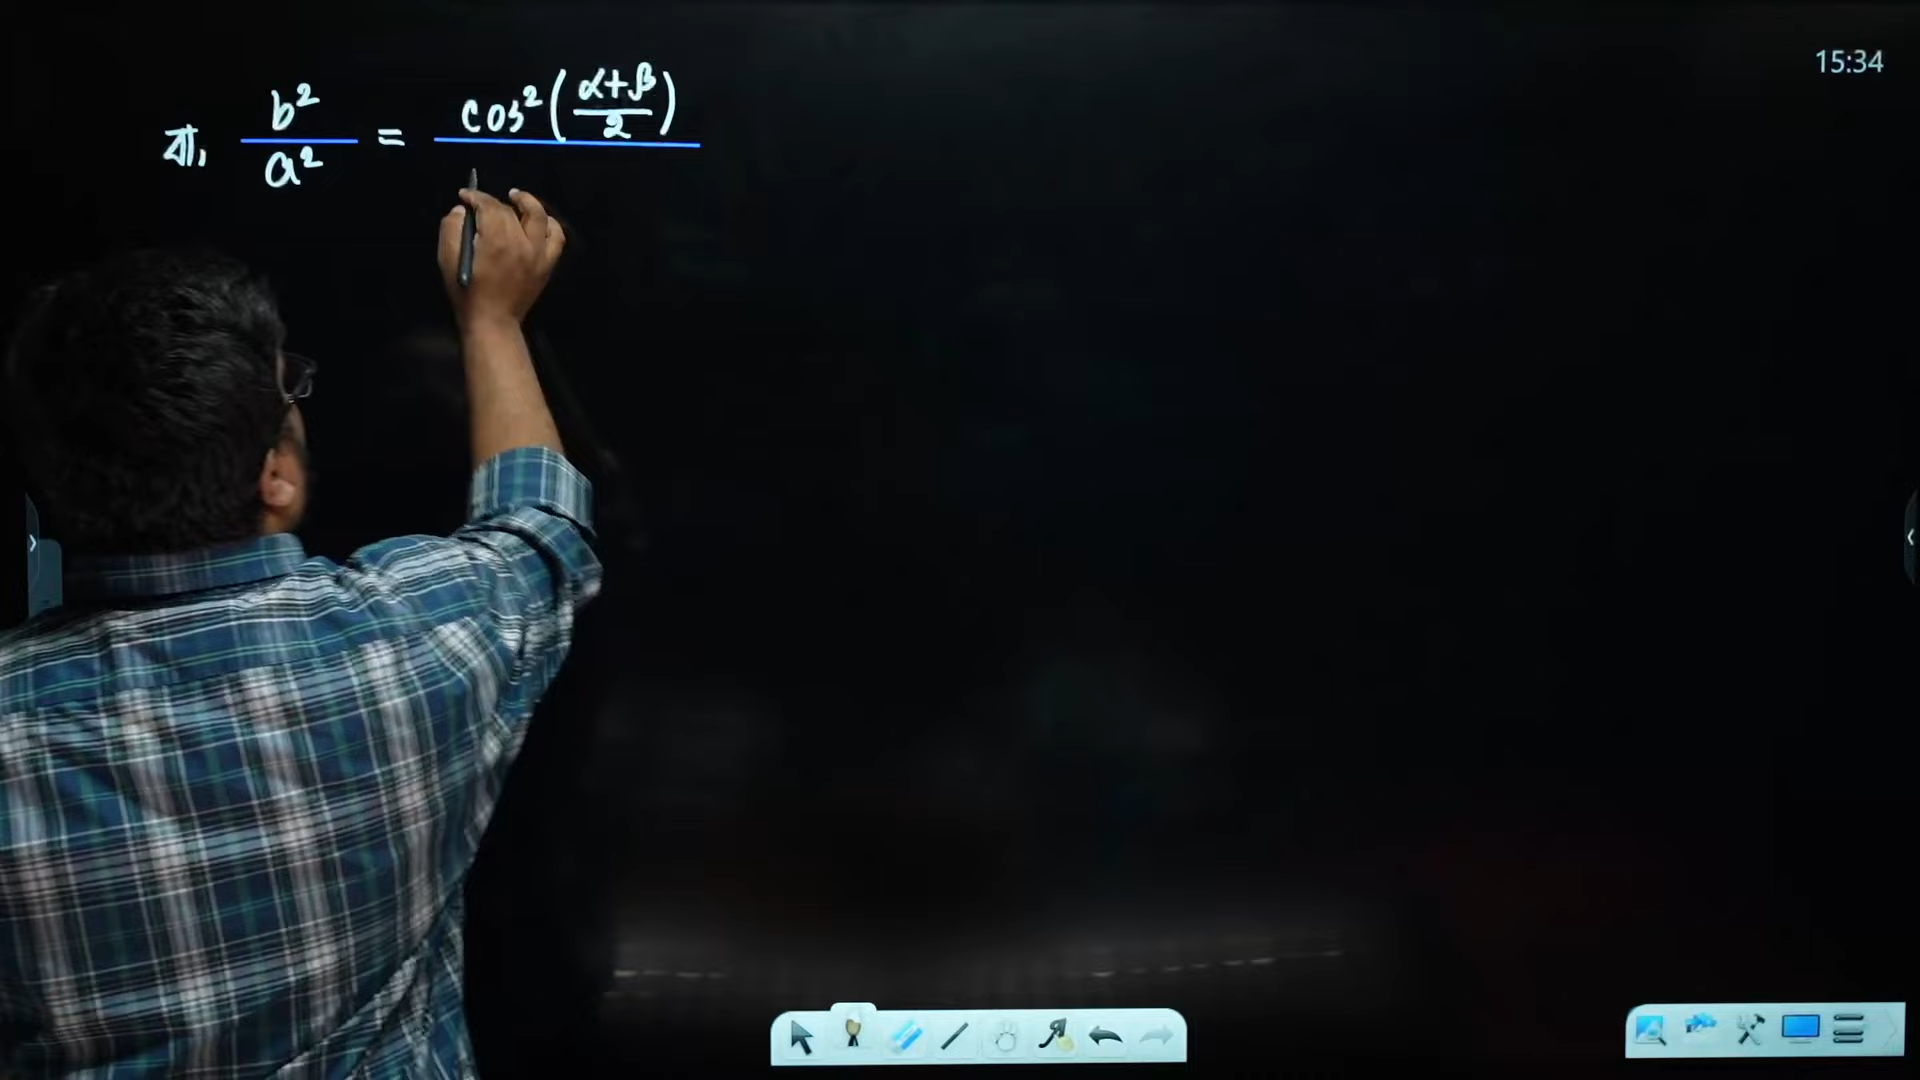 15:34
বা, b²/a² = cos²((α+β)/2)/